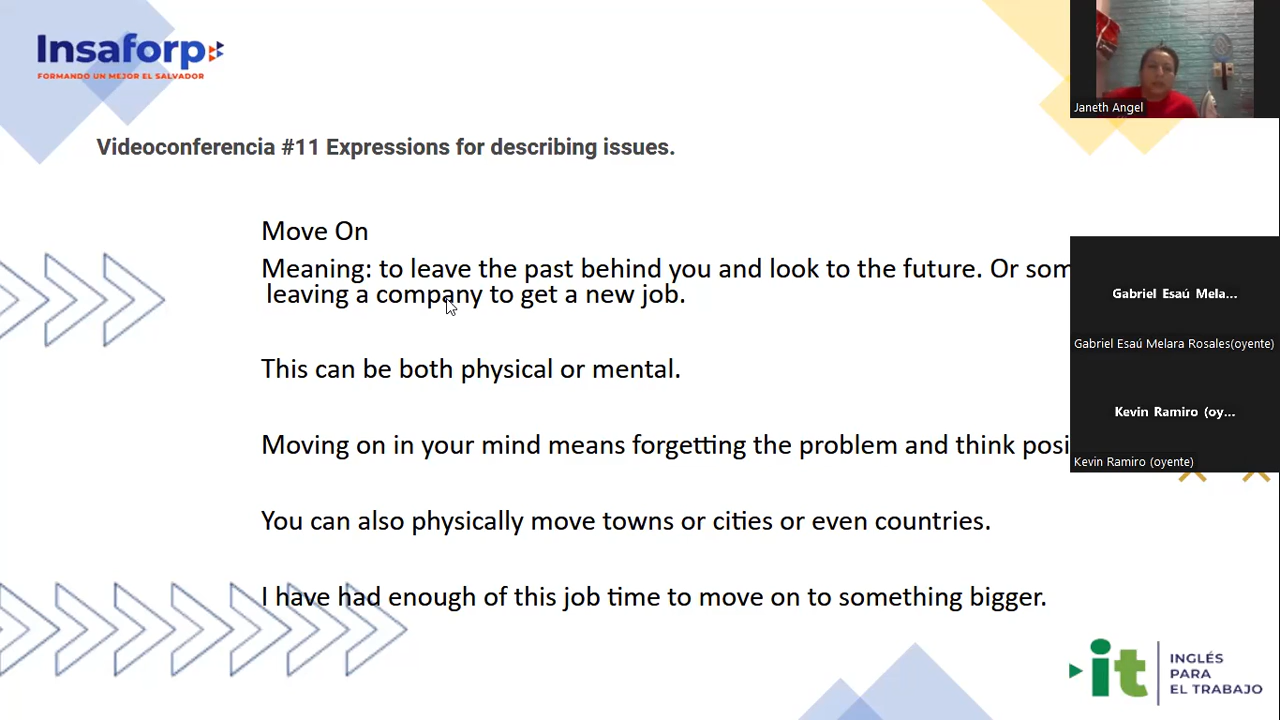 Insaforp
FORMANDO UN MEJOR EL SALVADOR
Janeth Angel
Videoconferencia #11 Expressions for describing issues.
Move On
Meaning: to leave the past behind you and look to the future. Or som
leaving a company to get a new job.
Gabriel Esaú Mela...
Gabriel Esaú Melara Rosales(oyente)
This can be both physical or mental.
Kevin Ramiro (oy...
Moving on in your mind means forgetting the problem and think posi
Kevin Ramiro (oyente)
You can also physically move towns or cities or even countries.
I have had enough of this job time to move on to something bigger.
it
INGLÉS
PARA
EL TRABAJO